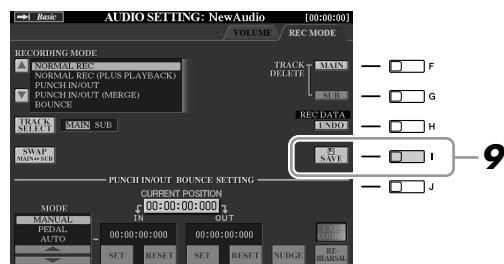 Basic AUDIO SETTING: NewAudio [00:00:00]
VOLUME REC MODE
RECORDING MODE
NORMAL REC
NORMAL REC (PLUS PLAYBACK)
PUNCH IN/OUT
PUNCH IN/OUT (MERGE)
BOUNCE
TRACK DELETE MAIN F
SUB G
REC DATA
UNDO H
TRACK SELECT MAIN SUB
SWAP MAIN↔SUB
SAVE I 9
J
PUNCH IN/OUT BOUNCE SETTING
CURRENT POSITION
00:00:00:000
IN OUT
MODE
MANUAL
PEDAL
AUTO
00:00:00:000 00:00:00:000
SET RESET SET RESET NUDGE RE-HEARSAL